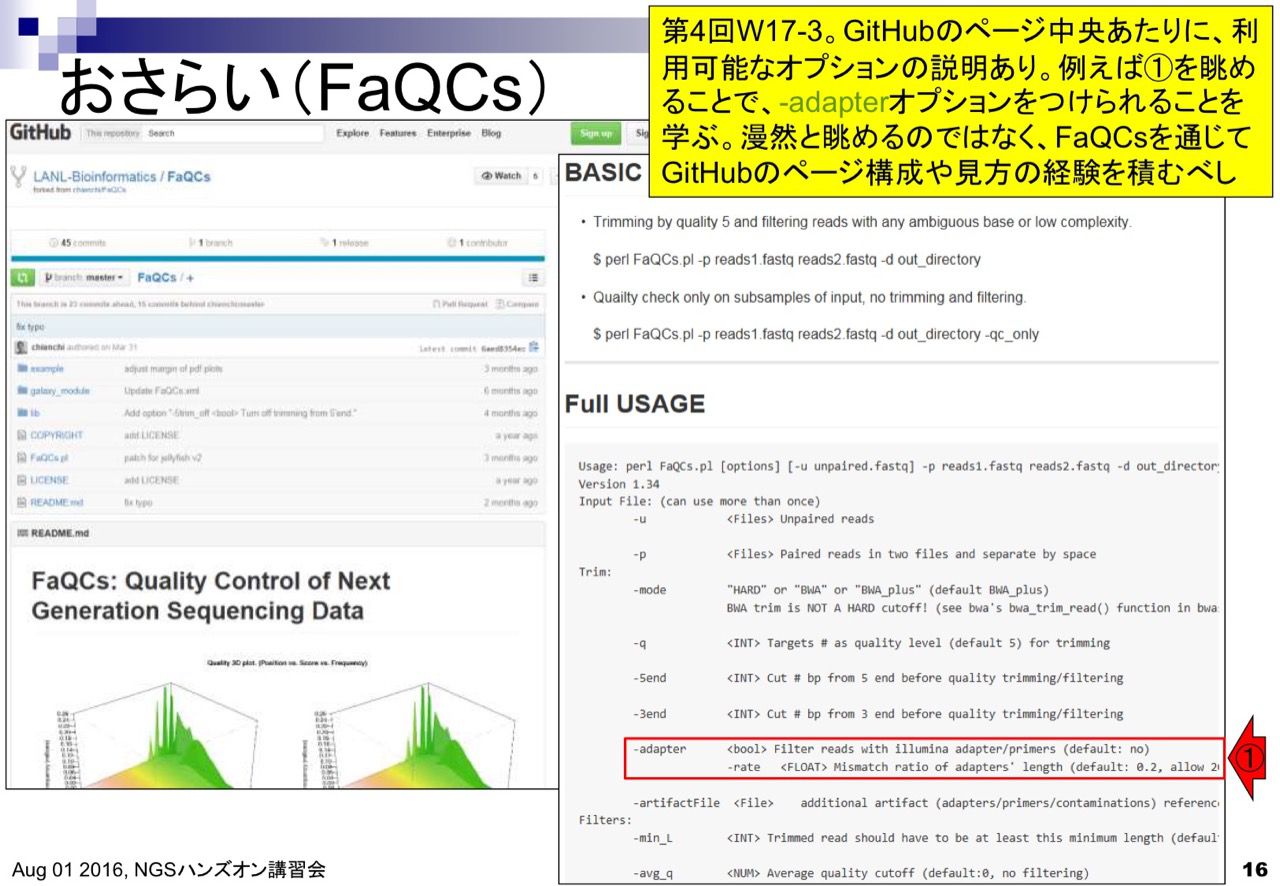 おさらい(FaQCs)
第4回W17-3。GitHubのページ中央あたりに、利
用可能なオプションの説明あり。例えば①を眺め
ることで、-adapterオプションをつけられることを
学ぶ。漫然と眺めるのではなく、FaQCsを通じて
GitHubのページ構成や見方の経験を積むべし
GitHub This repository Search Explore Features Enterprise Blog Sign up
LANL-Bioinformatics / FaQCs Watch 6
forked from chienchi/FaQCs
45 commits 1 branch 1 release 1 contributor
branch: master FaQCs / +
This branch is 23 commits ahead, 15 commits behind chienchi:master Pull Request Compare
fix typo
chienchi authored on Mar 31 latest commit
example adjust margin of pdf plots 3 months ago
galaxy_module Update FaQCs.xml 6 months ago
lib Add option "-5trim_off <bool> Turn off trimming from 5'end." 4 months ago
COPYRIGHT add LICENSE a year ago
FaQCs.pl patch for jellyfish v2 3 months ago
LICENSE add LICENSE a year ago
README.md fix typo 2 months ago
README.md
FaQCs: Quality Control of Next
Generation Sequencing Data
Quality 3D plot. (Position vs. Score vs. Frequency)
BASIC
• Trimming by quality 5 and filtering reads with any ambiguous base or low complexity.
$ perl FaQCs.pl -p reads1.fastq reads2.fastq -d out_directory
• Quailty check only on subsamples of input, no trimming and filtering.
$ perl FaQCs.pl -p reads1.fastq reads2.fastq -d out_directory -qc_only
Full USAGE
Usage: perl FaQCs.pl [options] [-u unpaired.fastq] -p reads1.fastq reads2.fastq -d out_directory
Version 1.34
Input File: (can use more than once)
-u <Files> Unpaired reads
-p <Files> Paired reads in two files and separate by space
Trim:
-mode "HARD" or "BWA" or "BWA_plus" (default BWA_plus)
BWA trim is NOT A HARD cutoff! (see bwa's bwa_trim_read() function in bwa
-q <INT> Targets # as quality level (default 5) for trimming
-5end <INT> Cut # bp from 5 end before quality trimming/filtering
-3end <INT> Cut # bp from 3 end before quality trimming/filtering
-adapter <bool> Filter reads with illumina adapter/primers (default: no)
-rate <FLOAT> Mismatch ratio of adapters' length (default: 0.2, allow 2
①
-artifactFile <File> additional artifact (adapters/primers/contaminations) referenc
Filters:
-min_L <INT> Trimmed read should have to be at least this minimum length (defaul
-avg_q <NUM> Average quality cutoff (default:0, no filtering)
Aug 01 2016, NGSハンズオン講習会
16